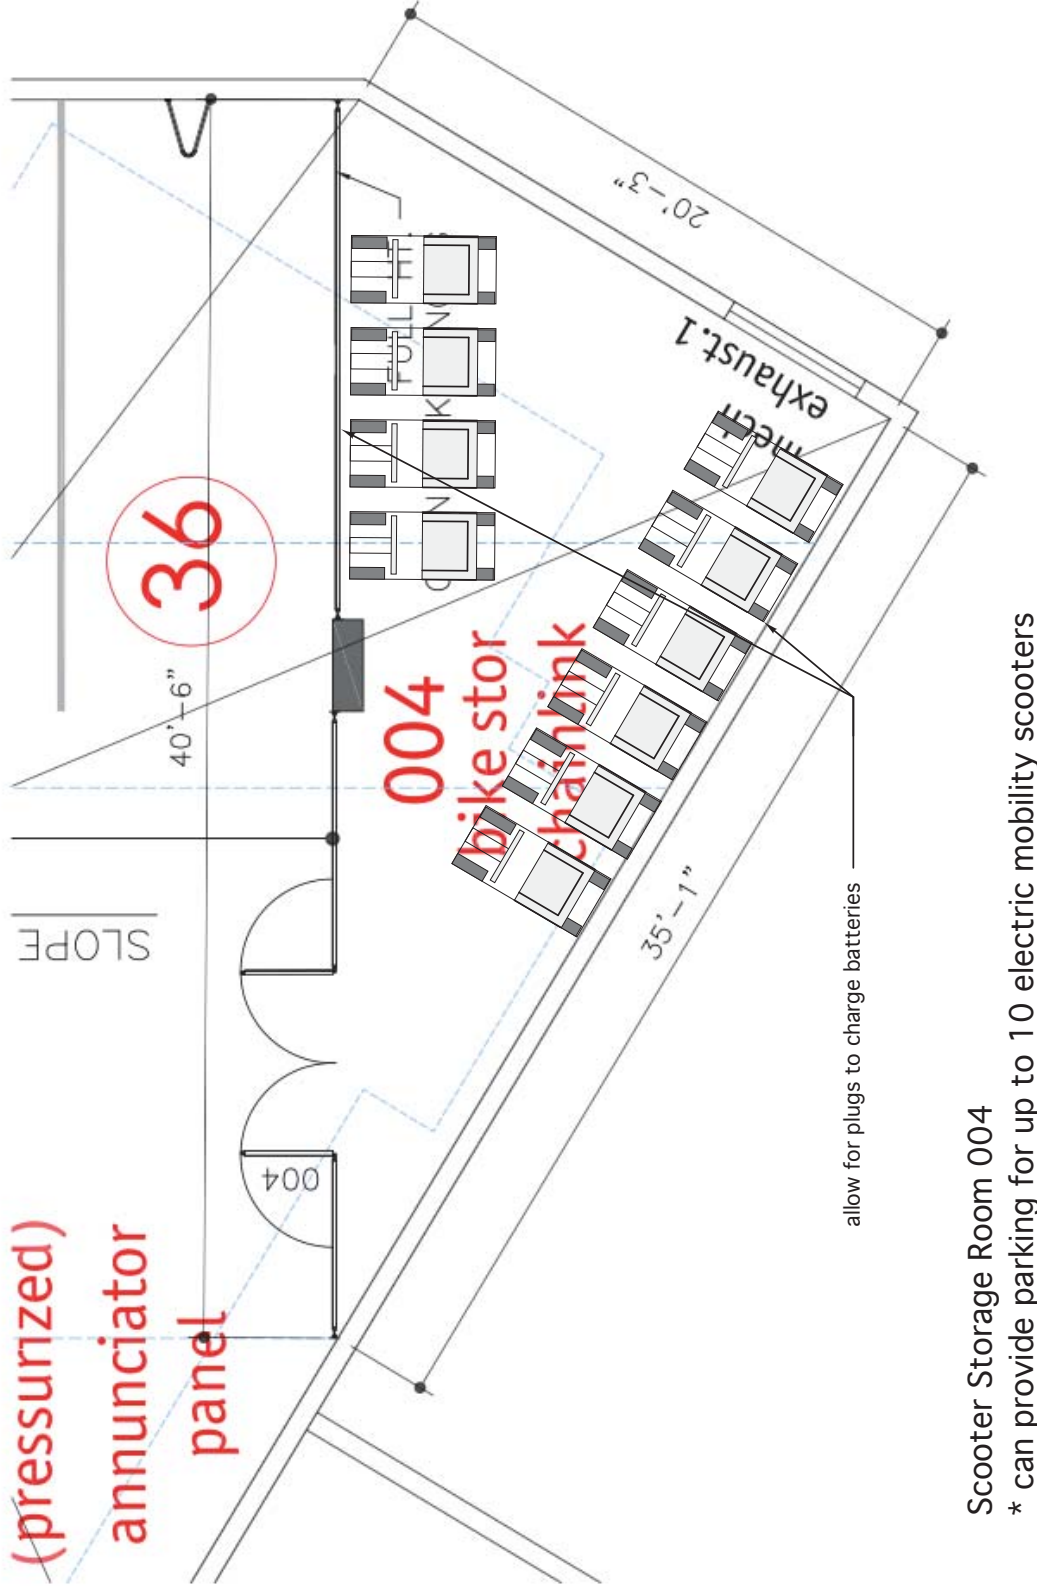 (pressurized)
annunciator
panel
SLOPE
004
40'-6"
36
004
bike stor
chainlink
FULL HT.
mech
exhaust.1
20'-3"
35'-1"
allow for plugs to charge batteries
Scooter Storage Room 004
* can provide parking for up to 10 electric mobility scooters